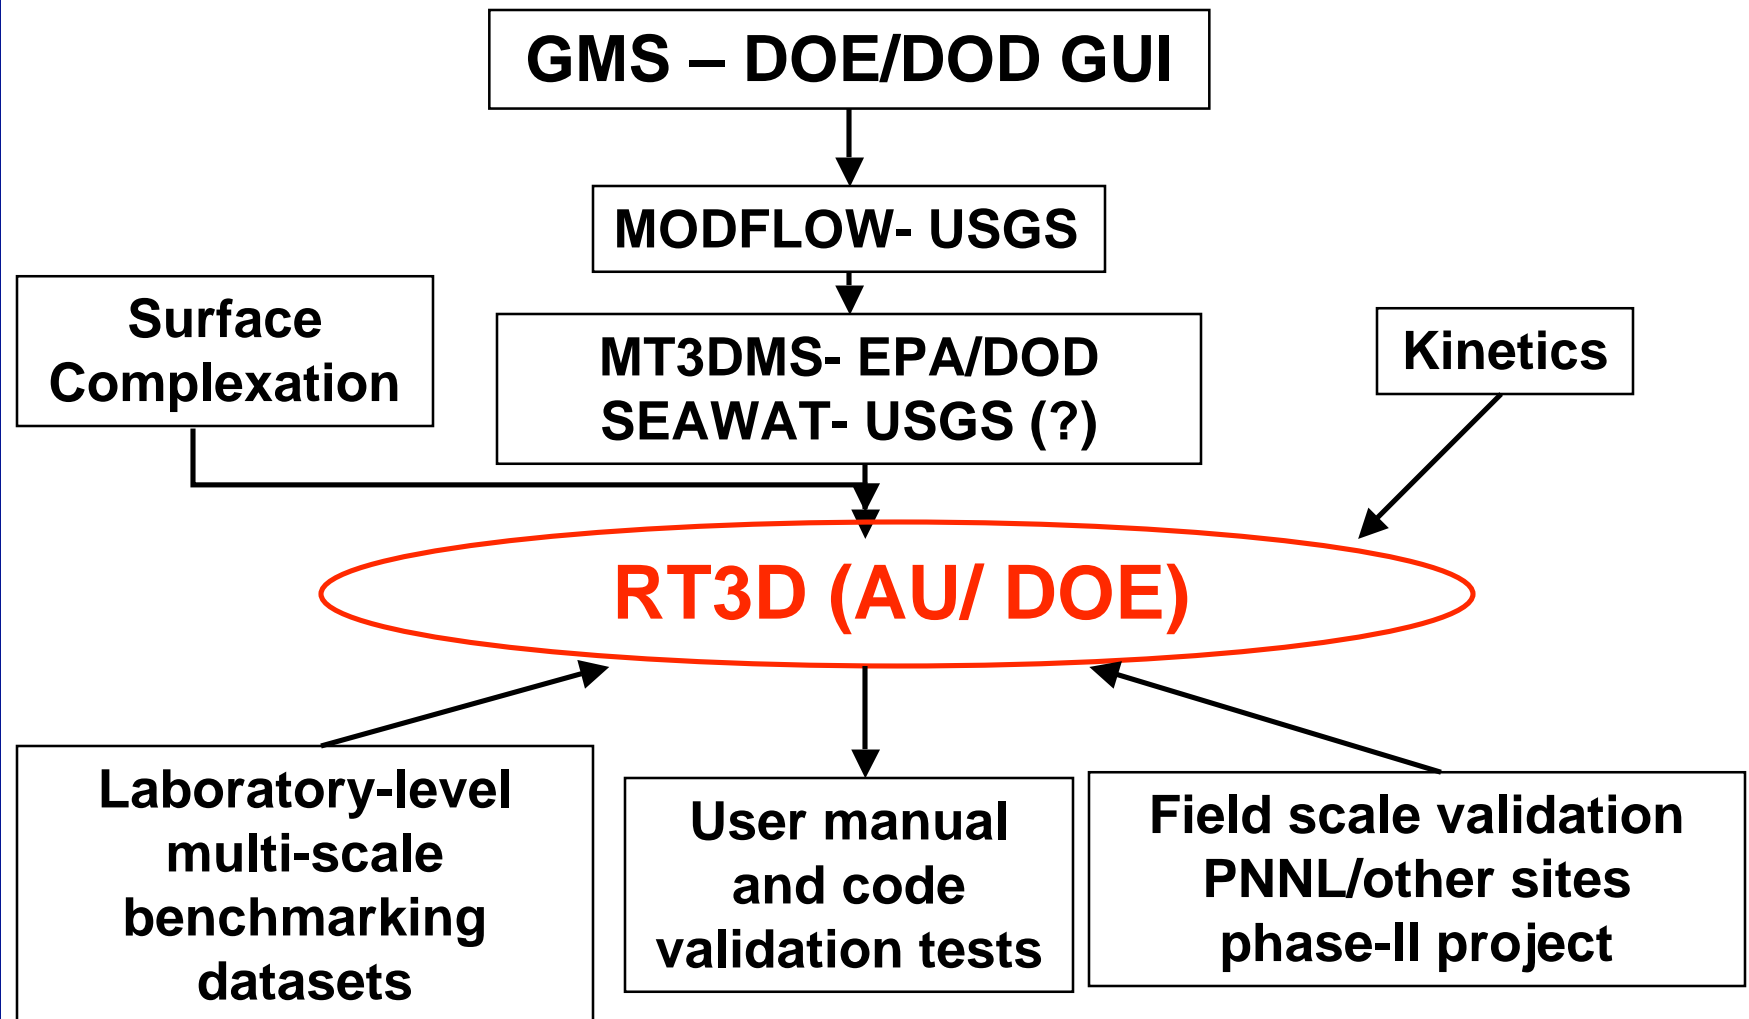 GMS – DOE/DOD GUI
MODFLOW- USGS
Surface
Complexation
MT3DMS- EPA/DOD
SEAWAT- USGS (?)
Kinetics
RT3D (AU/ DOE)
Laboratory-level
multi-scale
benchmarking
datasets
User manual
and code
validation tests
Field scale validation
PNNL/other sites
phase-II project